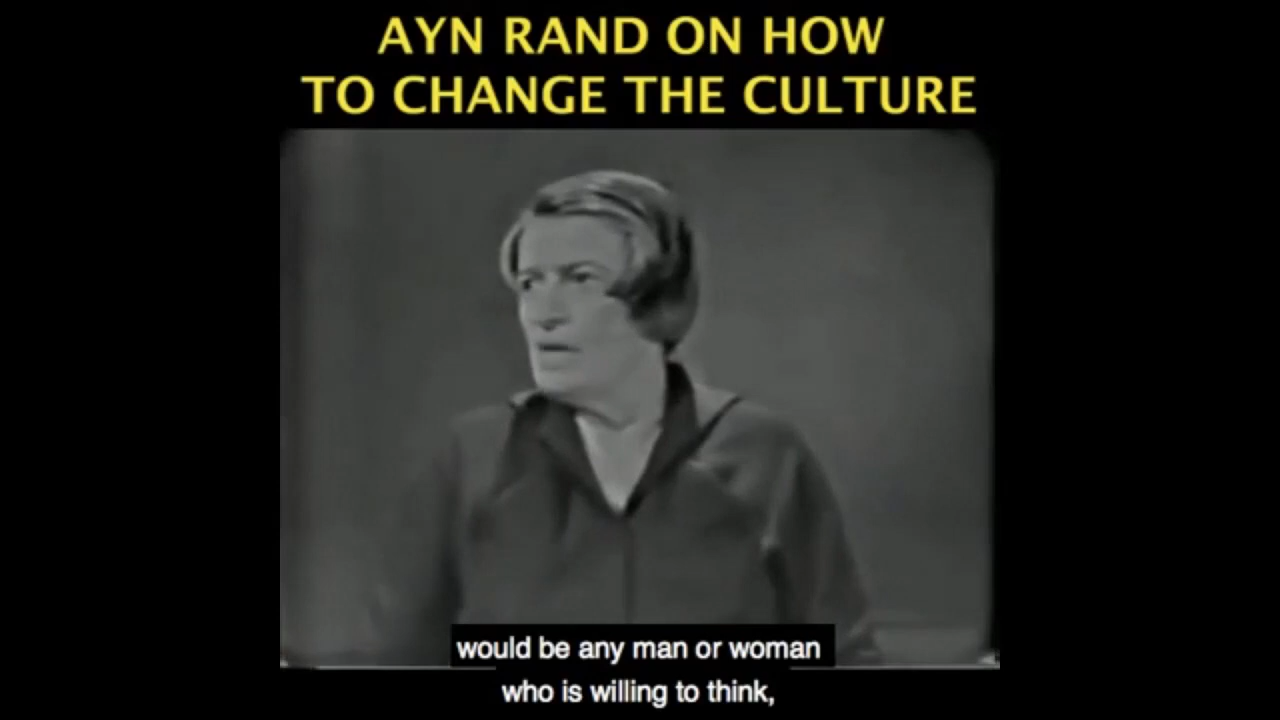 AYN RAND ON HOW
TO CHANGE THE CULTURE
would be any man or woman
who is willing to think,